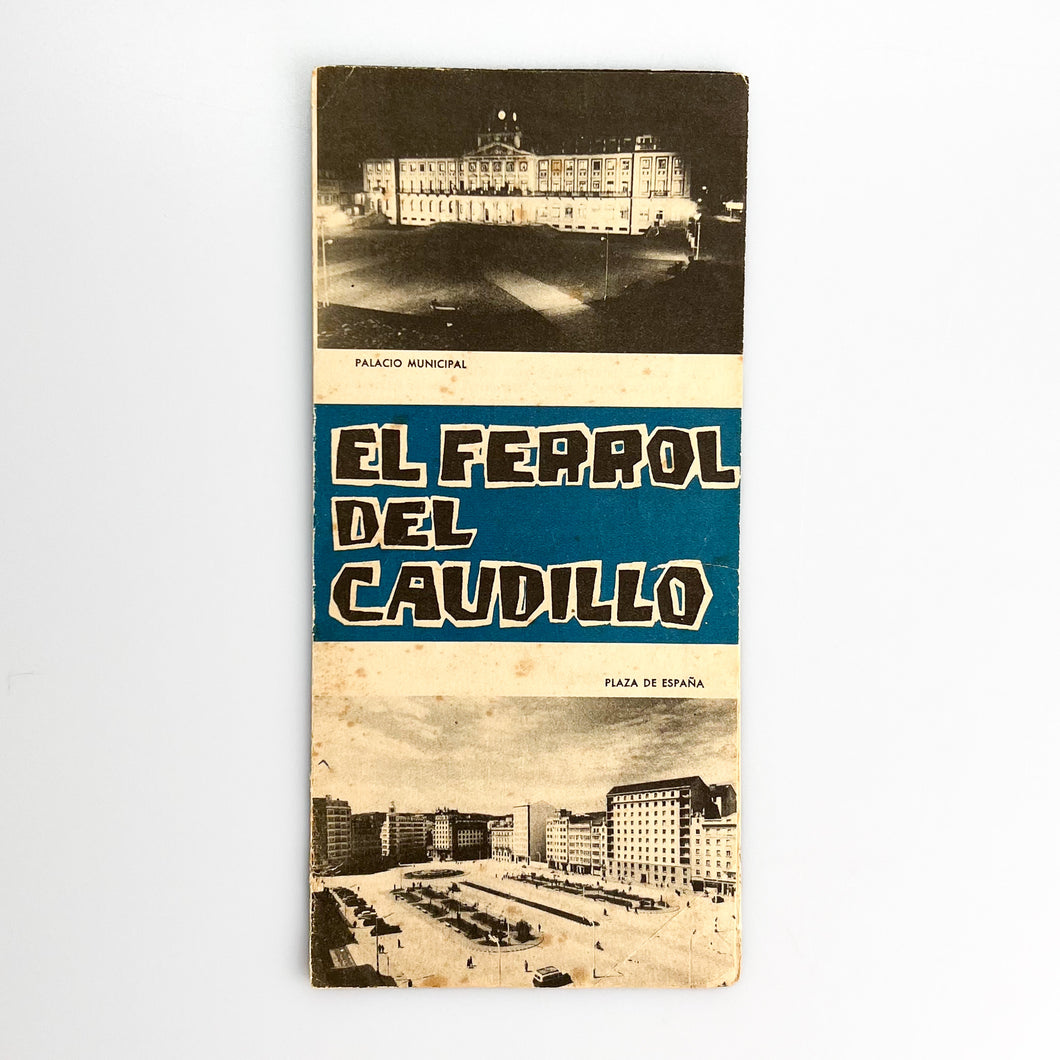 PALACIO MUNICIPAL
EL FERROL
DEL
CAUDILLO
PLAZA DE ESPAÑA